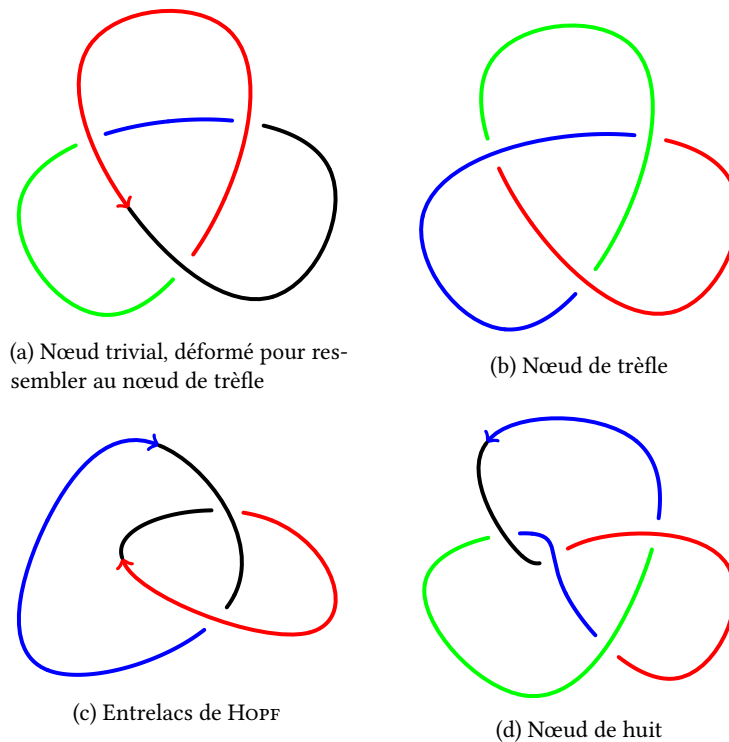 (a) Nœud trivial, déformé pour res-
sembler au nœud de trèfle
(b) Nœud de trèfle
(c) Entrelacs de Hopf
(d) Nœud de huit